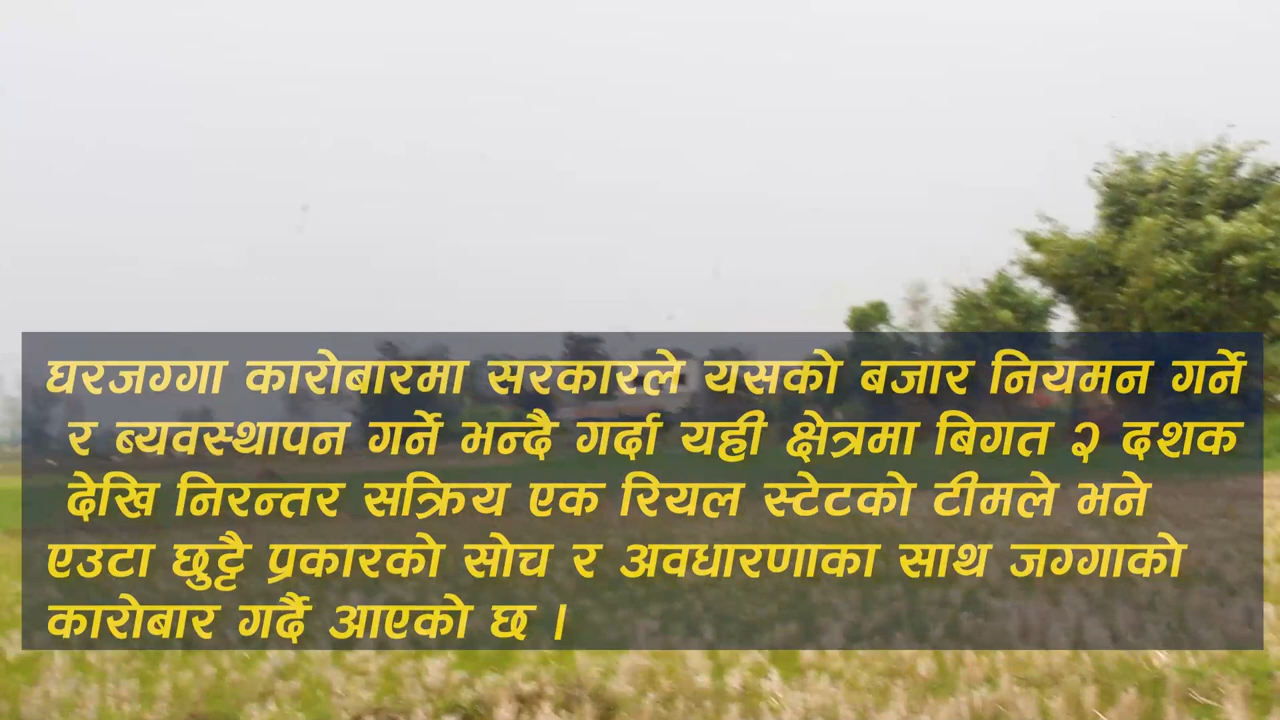 घरजग्गा कारोबारमा सरकारले यसको बजार नियमन गर्ने
र ब्यवस्थापन गर्ने भन्दै गर्दा यही क्षेत्रमा बिगत २ दशक
देखि निरन्तर सक्रिय एक रियल स्टेटको टीमले भने
एउटा छुट्टै प्रकारको सोच र अवधारणाका साथ जग्गाको
कारोबार गर्दै आएको छ ।